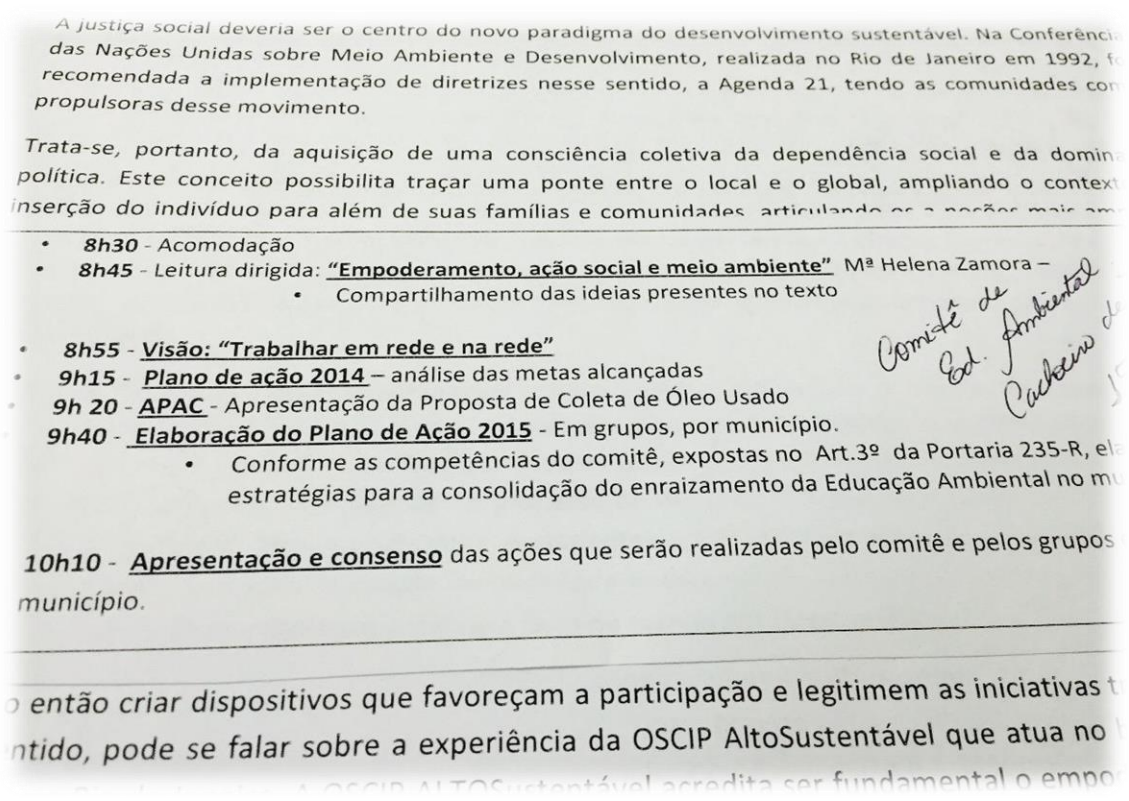 A justiça social deveria ser o centro do novo paradigma do desenvolvimento sustentável. Na Conferência
das Nações Unidas sobre Meio Ambiente e Desenvolvimento, realizada no Rio de Janeiro em 1992,
recomendada a implementação de diretrizes nesse sentido, a Agenda 21, tendo as comunidades
propulsoras desse movimento.
Trata-se, portanto, da aquisição de uma consciência coletiva da dependência social e da
política. Este conceito possibilita traçar uma ponte entre o local e o global, ampliando o
inserção do indivíduo para além de suas famílias e comunidades articulando-os a noções mais
• 8h30 - Acomodação
• 8h45 - Leitura dirigida: “Empoderamento, ação social e meio ambiente” Mª Helena Zamora –
• Compartilhamento das ideias presentes no texto
• 8h55 - Visão: “Trabalhar em rede e na rede”
• 9h15 - Plano de ação 2014 – análise das metas alcançadas
• 9h 20 - APAC - Apresentação da Proposta de Coleta de Óleo Usado
9h40 - Elaboração do Plano de Ação 2015 - Em grupos, por município.
• Conforme as competências do comitê, expostas no Art.3º da Portaria 235-R,
estratégias para a consolidação do enraizamento da Educação Ambiental no
10h10 - Apresentação e consenso das ações que serão realizadas pelo comitê e pelos grupos
município.
Comitê de
Ed. Ambiental
Cachoeiro de
então criar dispositivos que favoreçam a participação e legitimem as iniciativas
pode se falar sobre a experiência da OSCIP AltoSustentável que atua no
OSCIP ALTOSustentável acredita ser fundamental o